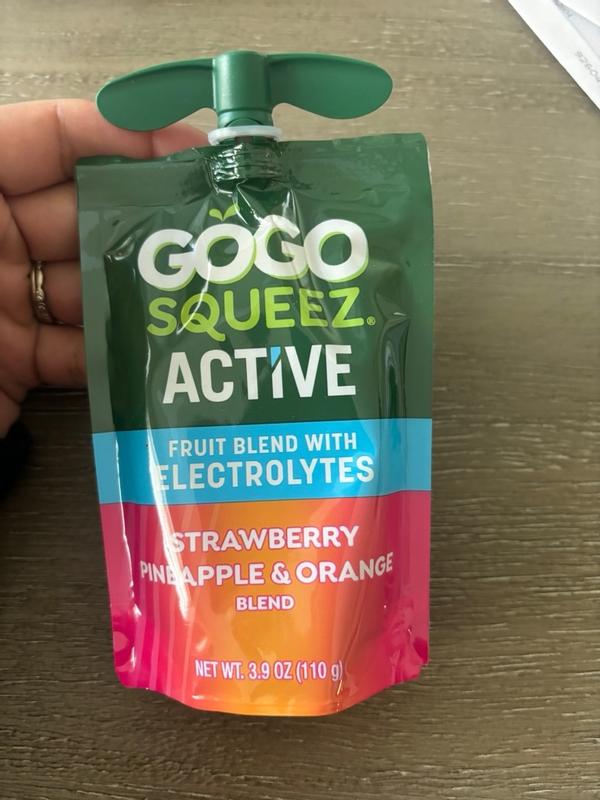 GOGO
SQUEEZ®
ACTIVE
FRUIT BLEND WITH
ELECTROLYTES
STRAWBERRY
PINEAPPLE & ORANGE
BLEND
NET WT. 3.9 OZ (110 g)